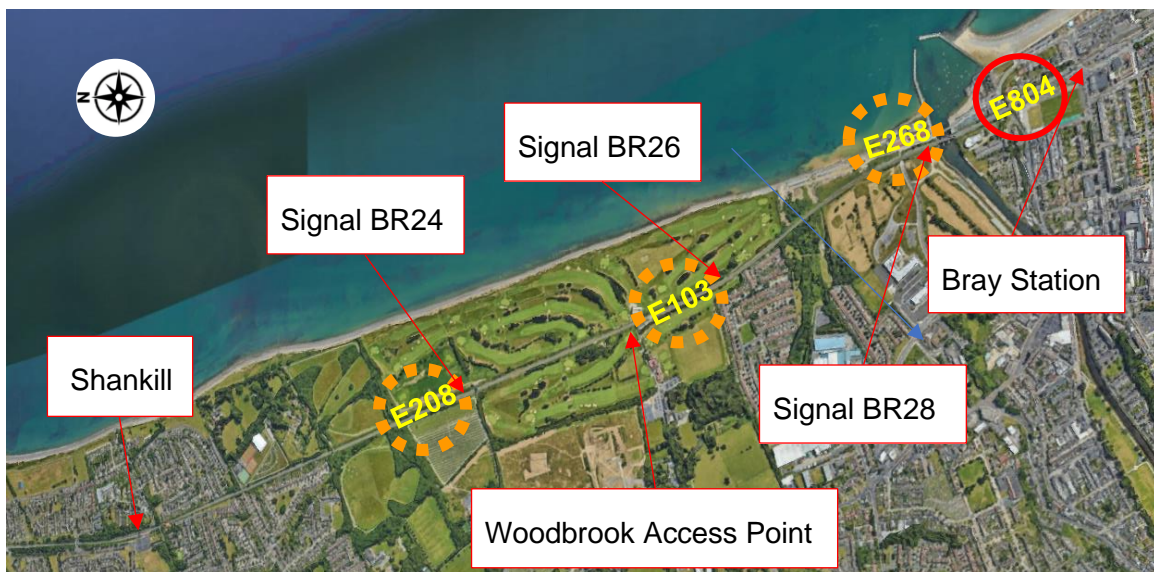 N
E804
Signal BR26
E268
Signal BR24
Bray Station
E103
Shankill
E208
Signal BR28
Woodbrook Access Point